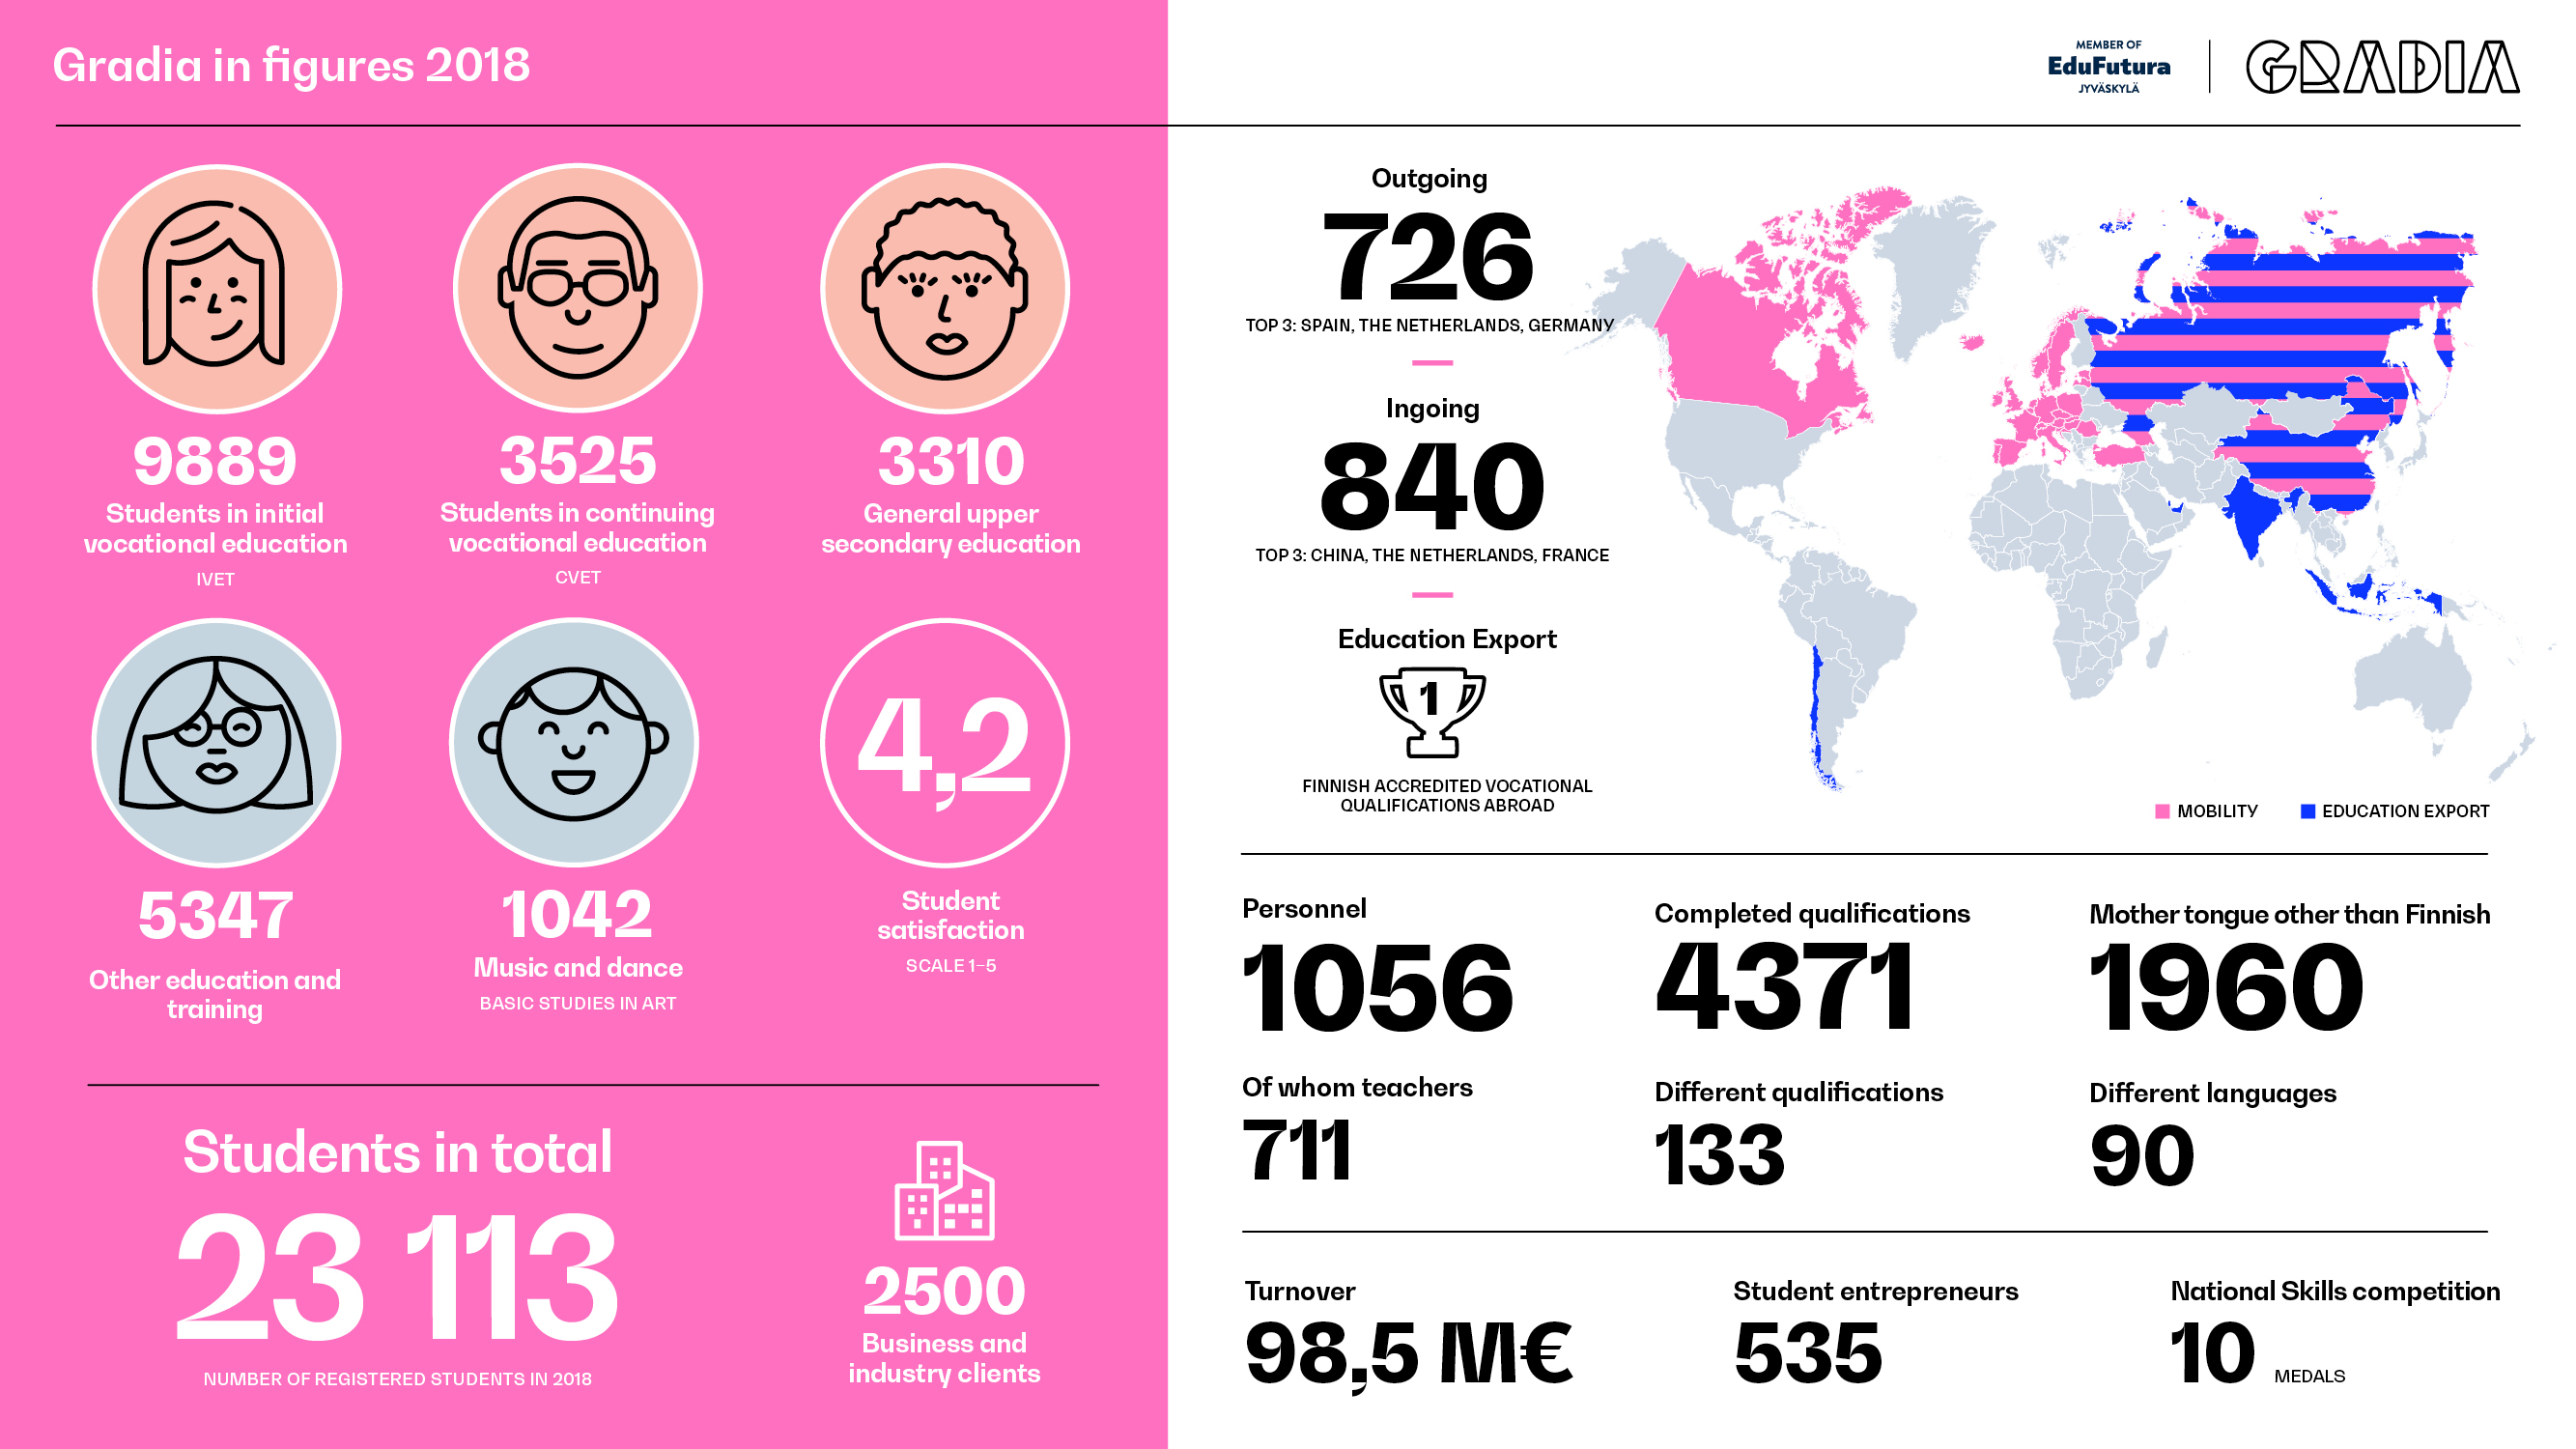 Gradia in figures 2018
MEMBER OF
EduFutura
JYVÄSKYLÄ
GRADIA
9889
Students in initial
vocational education
IVET
3525
Students in continuing
vocational education
CVET
3310
General upper
secondary education
5347
Other education and
training
1042
Music and dance
BASIC STUDIES IN ART
4,2
Student
satisfaction
SCALE 1–5
Students in total
23 113
NUMBER OF REGISTERED STUDENTS IN 2018
2500
Business and
industry clients
Outgoing
726
TOP 3: SPAIN, THE NETHERLANDS, GERMANY
Ingoing
840
TOP 3: CHINA, THE NETHERLANDS, FRANCE
Education Export
1
FINNISH ACCREDITED VOCATIONAL
QUALIFICATIONS ABROAD
MOBILITY
EDUCATION EXPORT
Personnel
1056
Of whom teachers
711
Completed qualifications
4371
Different qualifications
133
Mother tongue other than Finnish
1960
Different languages
90
Turnover
98,5 M€
Student entrepreneurs
535
National Skills competition
10 MEDALS